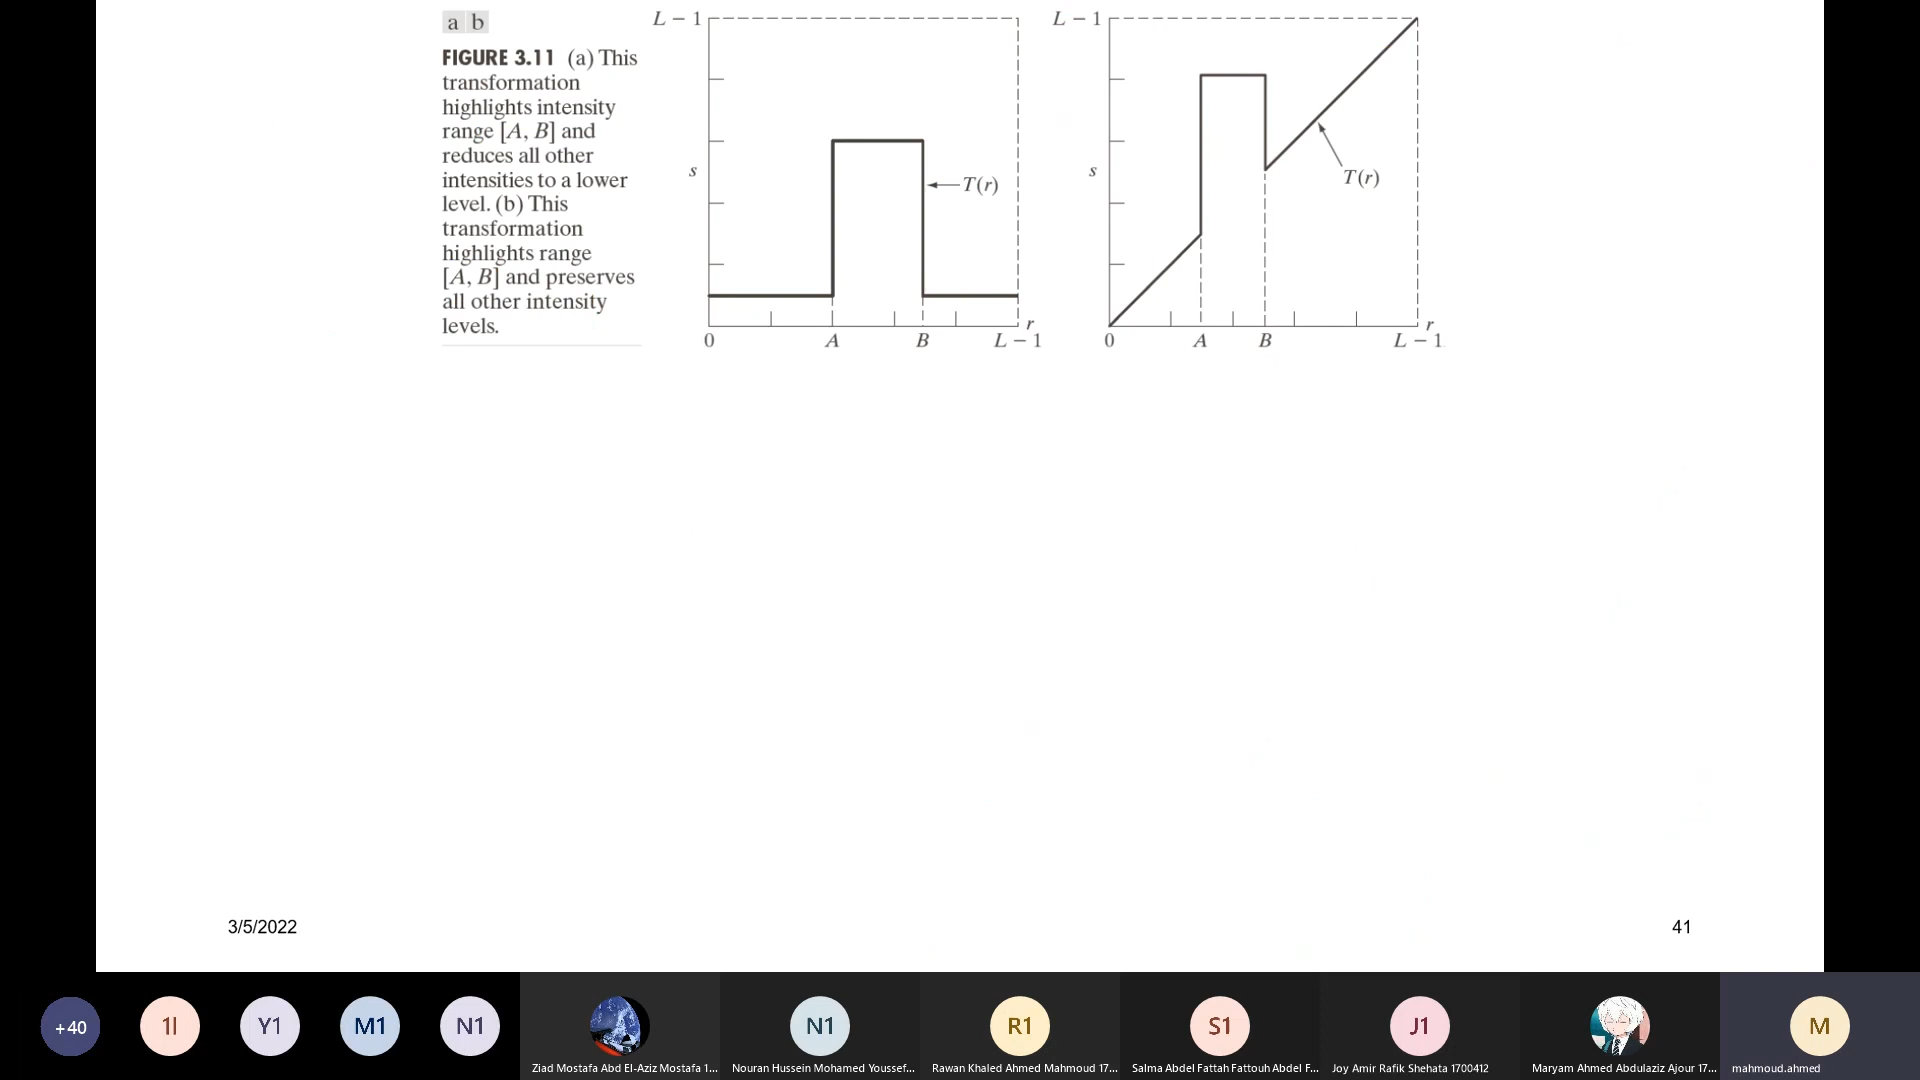 a b
FIGURE 3.11 (a) This
transformation
highlights intensity
range [A, B] and
reduces all other
intensities to a lower
level. (b) This
transformation
highlights range
[A, B] and preserves
all other intensity
levels.
L − 1
s
T(r)
r
0 A B L − 1
L − 1
s
T(r)
r
0 A B L − 1
3/5/2022
41
+40
1I
Y1
M1
N1
Ziad Mostafa Abd El-Aziz Mostafa 1...
N1
Nouran Hussein Mohamed Youssef...
R1
Rawan Khaled Ahmed Mahmoud 17...
S1
Salma Abdel Fattah Fattouh Abdel F...
J1
Joy Amir Rafik Shehata 1700412
Maryam Ahmed Abdulaziz Ajour 17...
M
mahmoud.ahmed